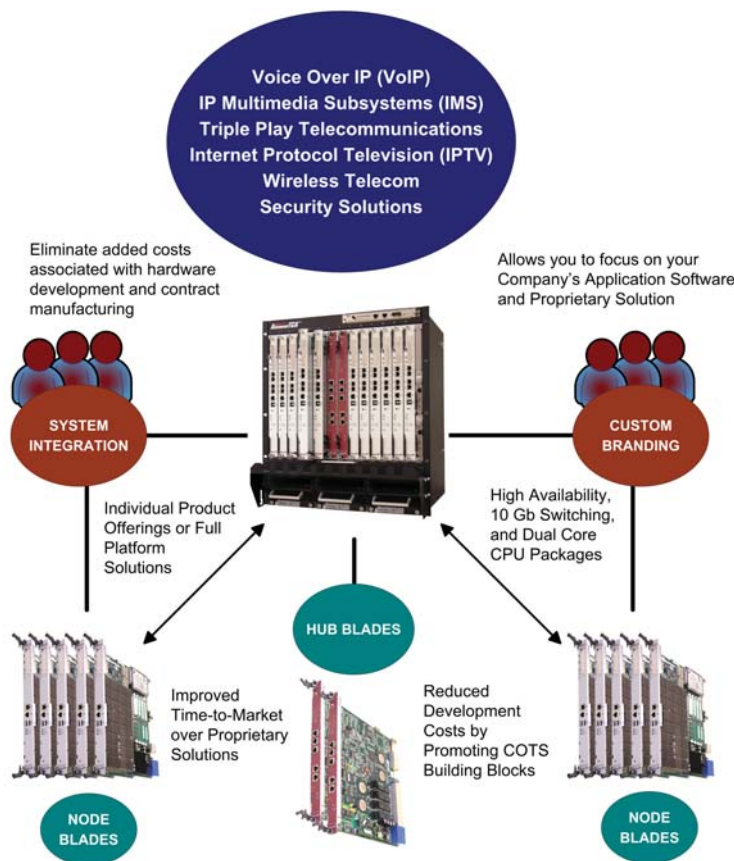 Voice Over IP (VoIP)
IP Multimedia Subsystems (IMS)
Triple Play Telecommunications
Internet Protocol Television (IPTV)
Wireless Telecom
Security Solutions
Eliminate added costs
associated with hardware
development and contract
manufacturing
Allows you to focus on your
Company's Application Software
and Proprietary Solution
SYSTEM
INTEGRATION
CUSTOM
BRANDING
Individual Product
Offerings or Full
Platform
Solutions
High Availability,
10 Gb Switching,
and Dual Core
CPU Packages
HUB BLADES
Improved
Time-to-Market
over Proprietary
Solutions
Reduced
Development
Costs by
Promoting COTS
Building Blocks
NODE
BLADES
NODE
BLADES